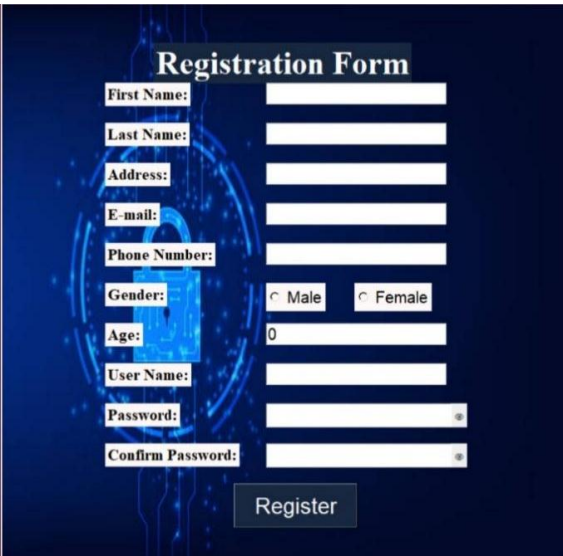 Registration Form
First Name:
Last Name:
Address:
E-mail:
Phone Number:
Gender: Male Female
Age: 0
User Name:
Password:
Confirm Password:
Register